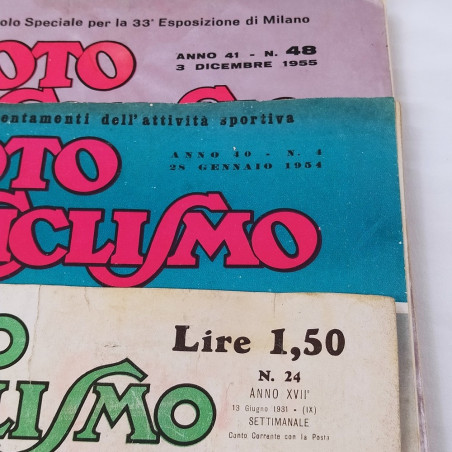 olo Speciale per la 33ª Esposizione di Milano
ANNO 41 - N. 48
3 DICEMBRE 1955
OTO
entamenti dell'attività sportiva
ANNO 40 - N. 4
28 GENNAIO 1954
OTO
ICLISMO
Lire 1,50
O
N. 24
ANNO XVII°
LISMO
13 Giugno 1931 - (IX)
SETTIMANALE
Conto Corrente con la Posta